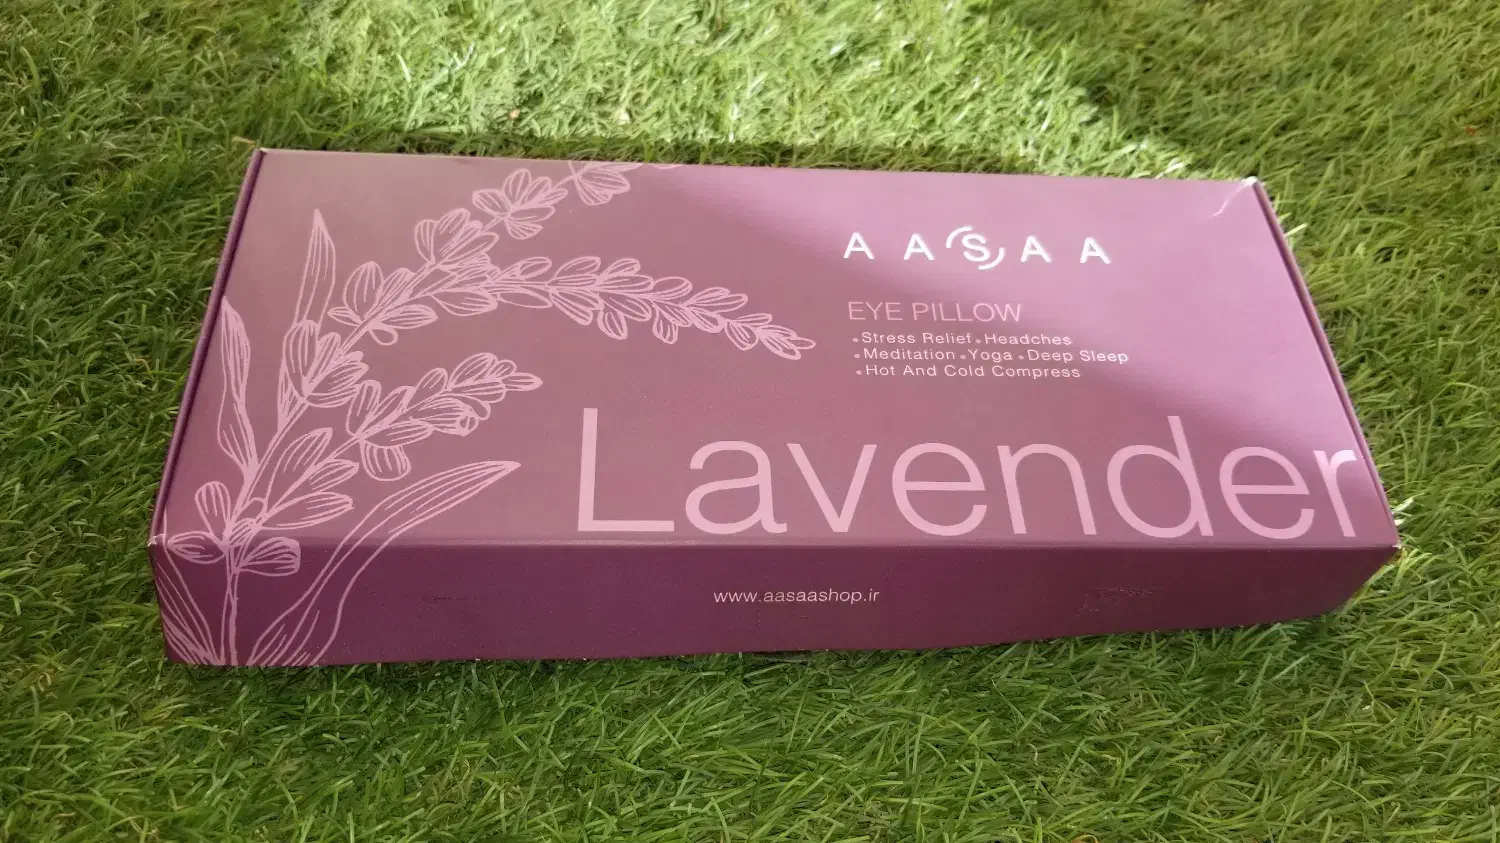 AASAA
EYE PILLOW
•Stress Relief •Headches
•Meditation •Yoga •Deep Sleep
•Hot And Cold Compress
Lavender
www.aasaashop.ir